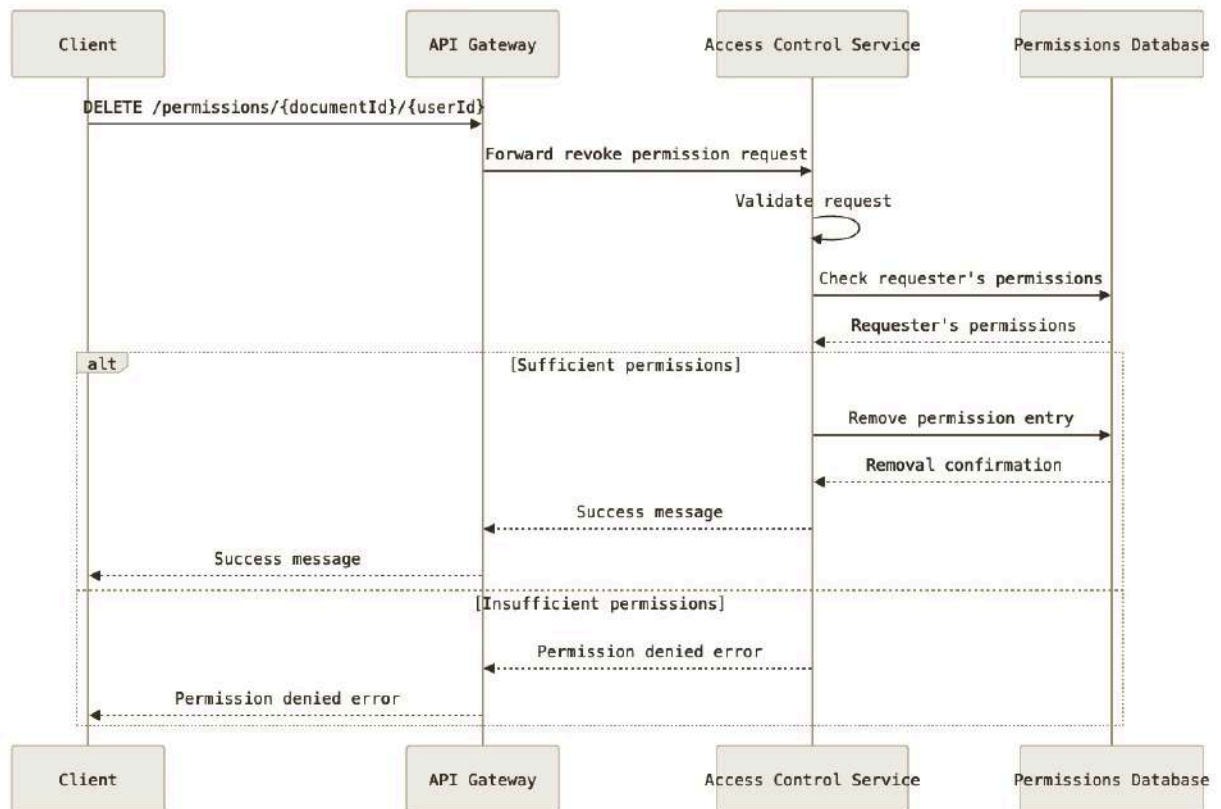 Client API Gateway Access Control Service Permissions Database
DELETE /permissions/{documentId}/{userId}
Forward revoke permission request
Validate request
Check requester's permissions
Requester's permissions
alt [Sufficient permissions]
Remove permission entry
Removal confirmation
Success message
Success message
[Insufficient permissions]
Permission denied error
Permission denied error
Client API Gateway Access Control Service Permissions Database